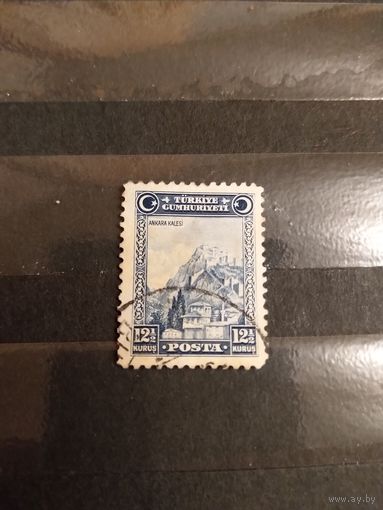 TÜRKİYE
CUMHURİYETİ
ANKARA KALESİ
12½ 12½
KURUŞ POSTA KURUŞ
www.ay.by